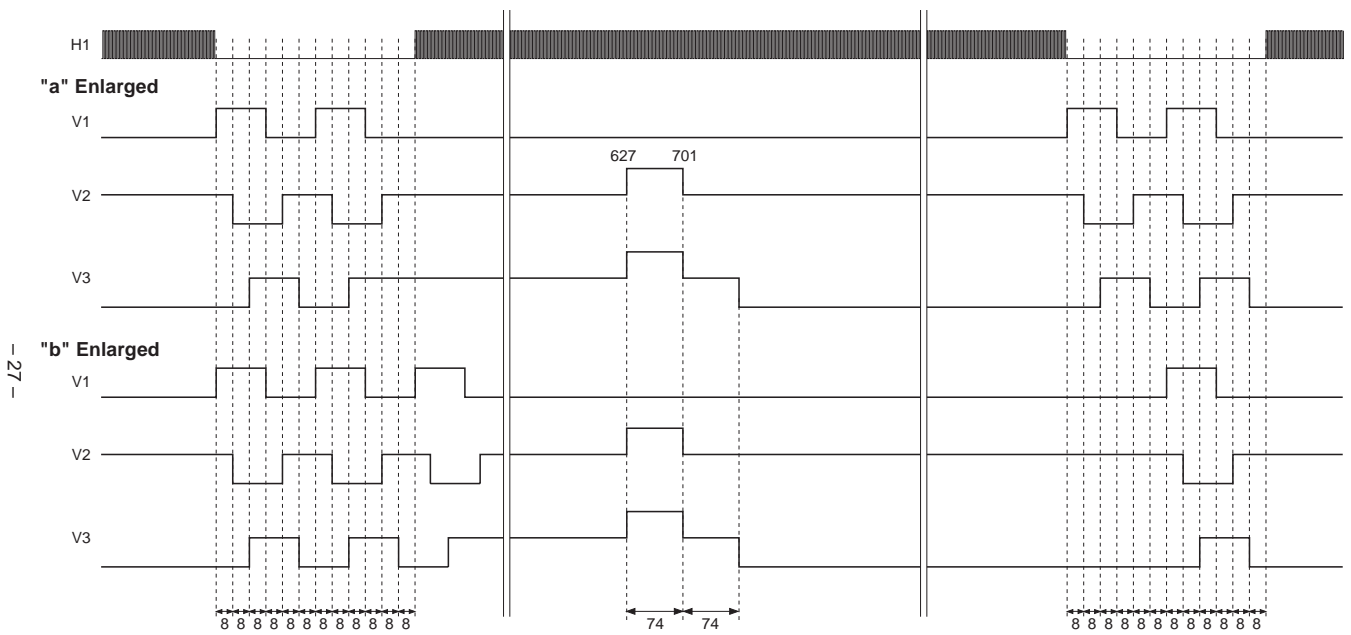 H1
"a" Enlarged
V1
627 701
V2
V3
"b" Enlarged
V1
V2
V3
8 8 8 8 8 8 8 8 8 8 8 8 74 74 8 8 8 8 8 8 8 8 8 8 8 8
– 27 –